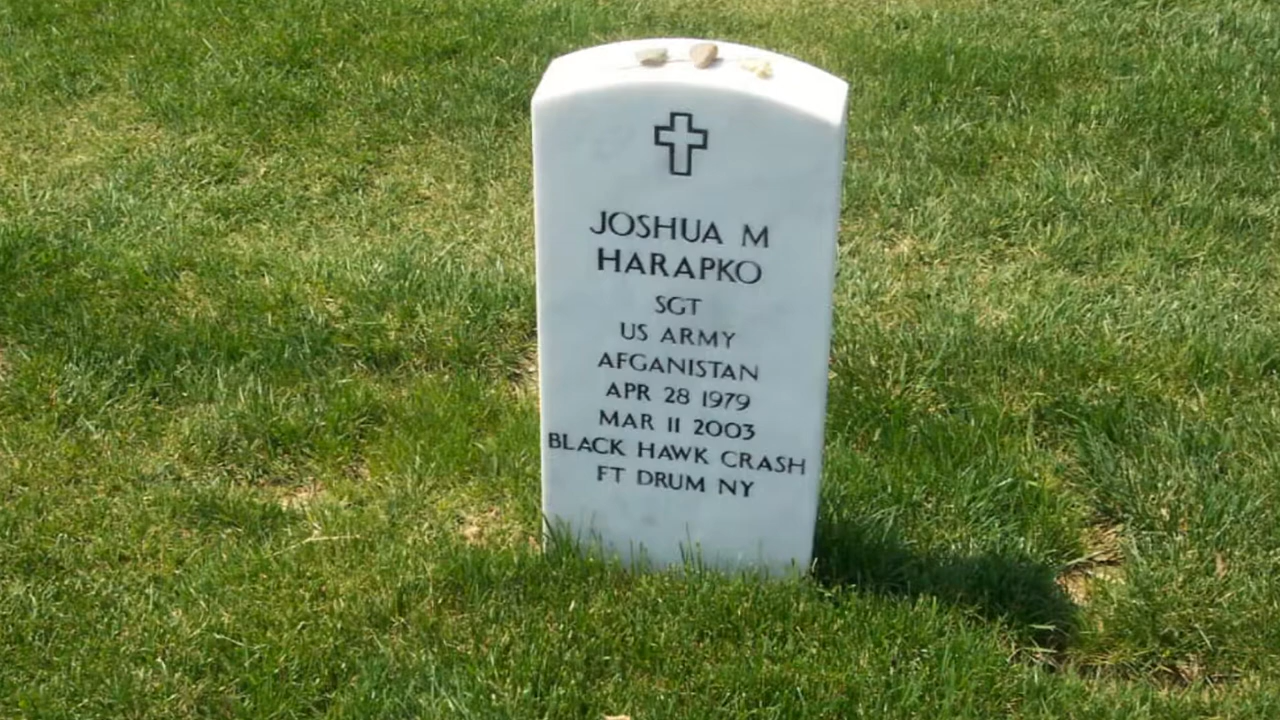 JOSHUA M
HARAPKO
SGT
US ARMY
AFGANISTAN
APR 28 1979
MAR 11 2003
BLACK HAWK CRASH
FT DRUM NY